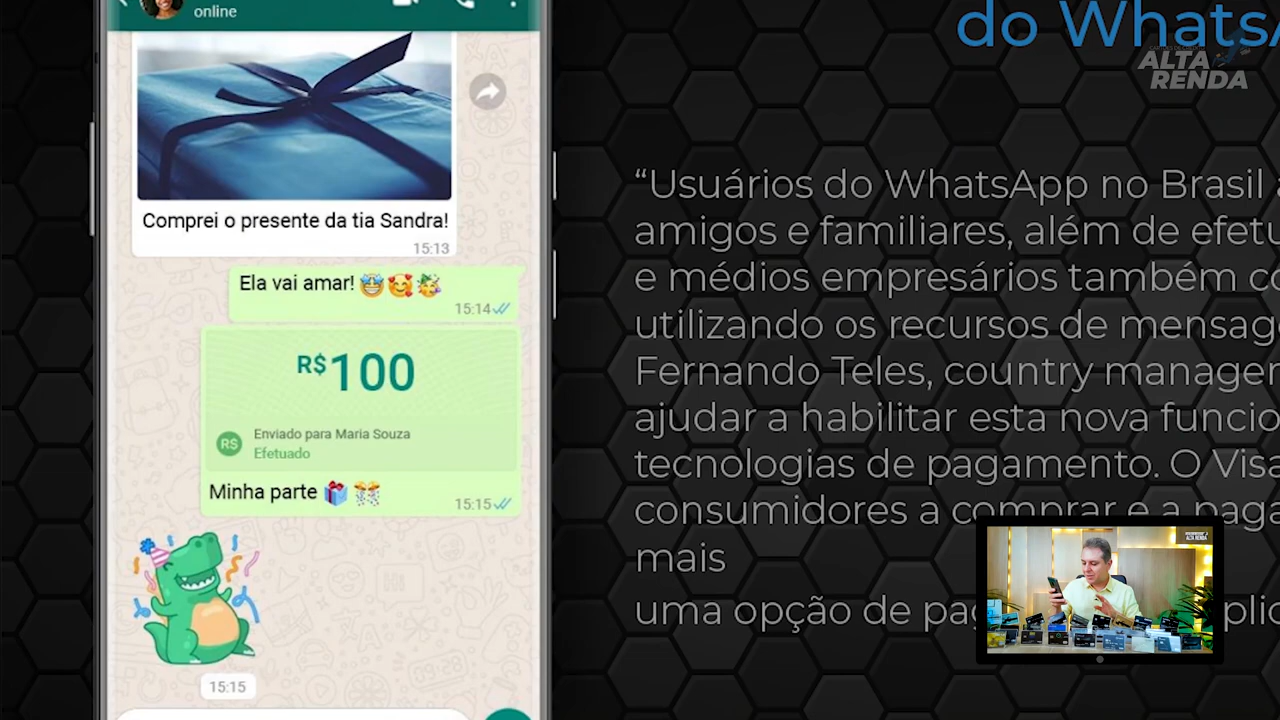 online
Comprei o presente da tia Sandra!
15:13
Ela vai amar!
15:14
R$100
RS
Enviado para Maria Souza
Efetuado
Minha parte
15:15
15:15
do Whats
ALTA
RENDA
“Usuários do WhatsApp no Brasil
amigos e familiares, além de efetu
e médios empresários também co
utilizando os recursos de mensag
Fernando Teles, country manager
ajudar a habilitar esta nova funcio
tecnologias de pagamento. O Visa
consumidores a comprar e a paga
mais
uma opção de pag
plic
ALTA RENDA